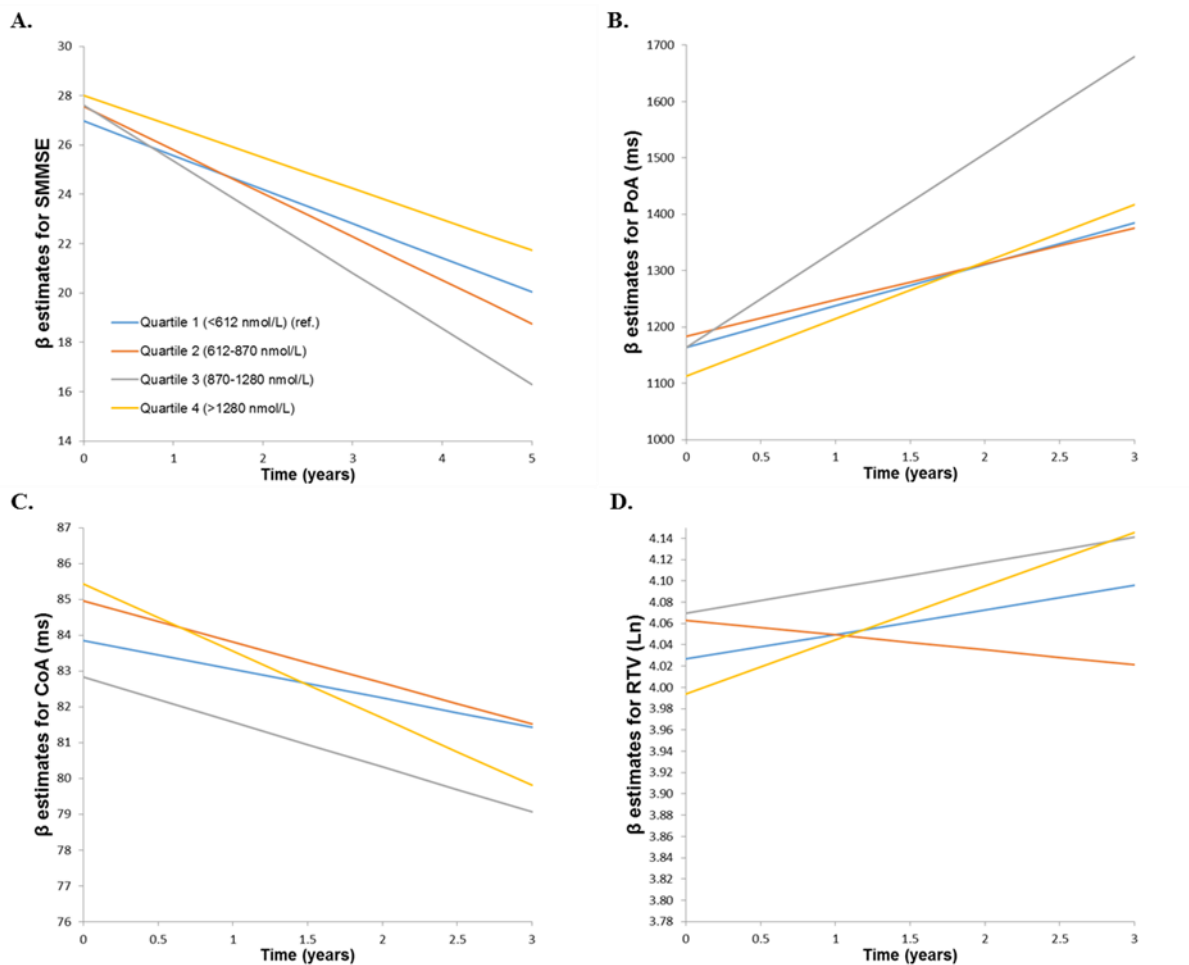 A.
30
28
26
24
22
20
18
16
14
β estimates for SMMSE
Quartile 1 (<612 nmol/L) (ref.)
Quartile 2 (612-870 nmol/L)
Quartile 3 (870-1280 nmol/L)
Quartile 4 (>1280 nmol/L)
0 1 2 3 4 5
Time (years)
B.
1700
1600
1500
1400
1300
1200
1100
1000
β estimates for PoA (ms)
0 0.5 1 1.5 2 2.5 3
Time (years)
C.
87
86
85
84
83
82
81
80
79
78
77
76
β estimates for CoA (ms)
0 0.5 1 1.5 2 2.5 3
Time (years)
D.
4.14
4.12
4.10
4.08
4.06
4.04
4.02
4.00
3.98
3.96
3.94
3.92
3.90
3.88
3.86
3.84
3.82
3.80
3.78
β estimates for RTV (Ln)
0 0.5 1 1.5 2 2.5 3
Time (years)